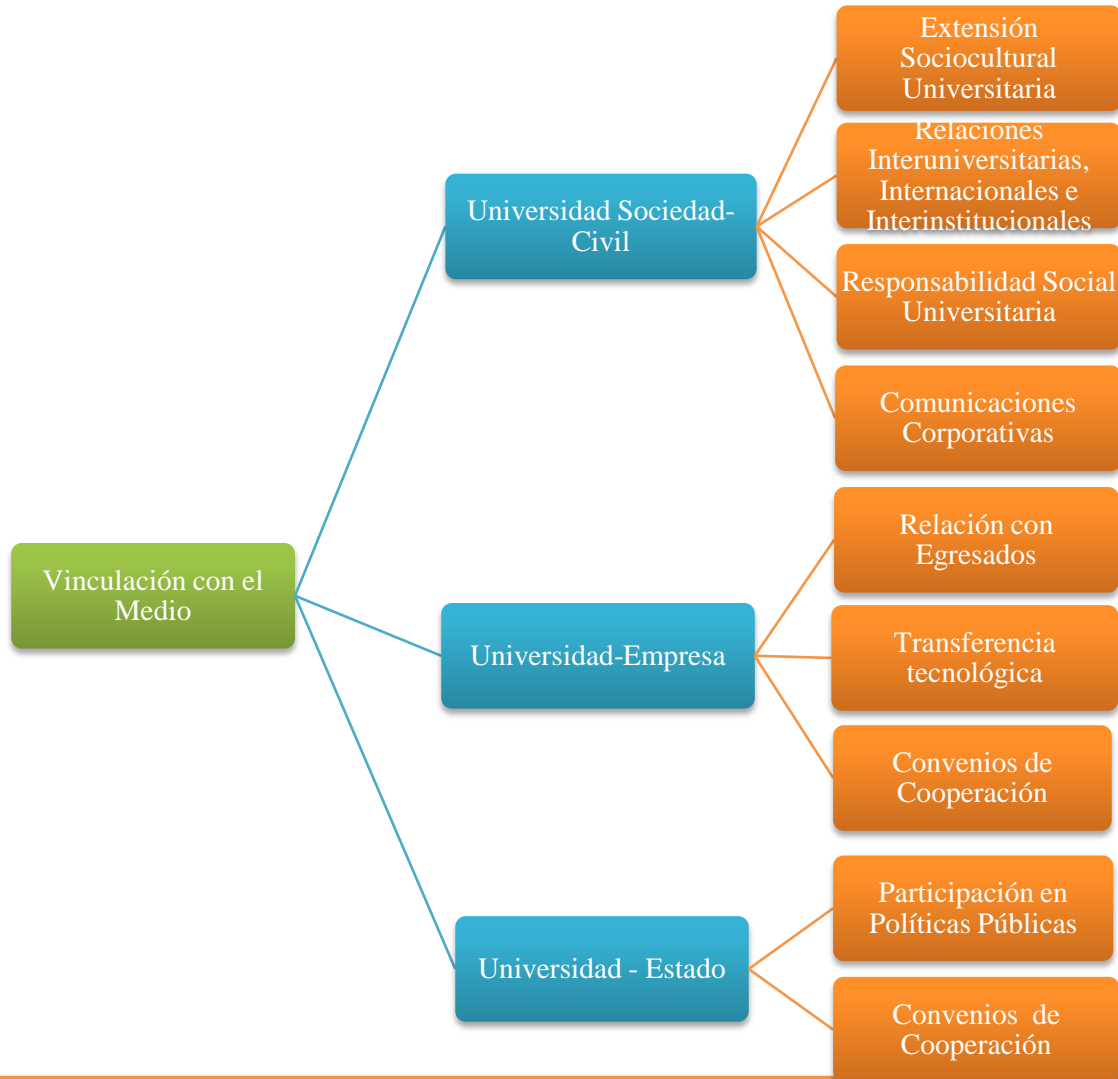 Vinculación con el
Medio
Universidad Sociedad-
Civil
Extensión
Sociocultural
Universitaria
Relaciones
Interuniversitarias,
Internacionales e
Interinstitucionales
Responsabilidad Social
Universitaria
Comunicaciones
Corporativas
Universidad-Empresa
Relación con
Egresados
Transferencia
tecnológica
Convenios de
Cooperación
Universidad - Estado
Participación en
Políticas Públicas
Convenios  de
Cooperación